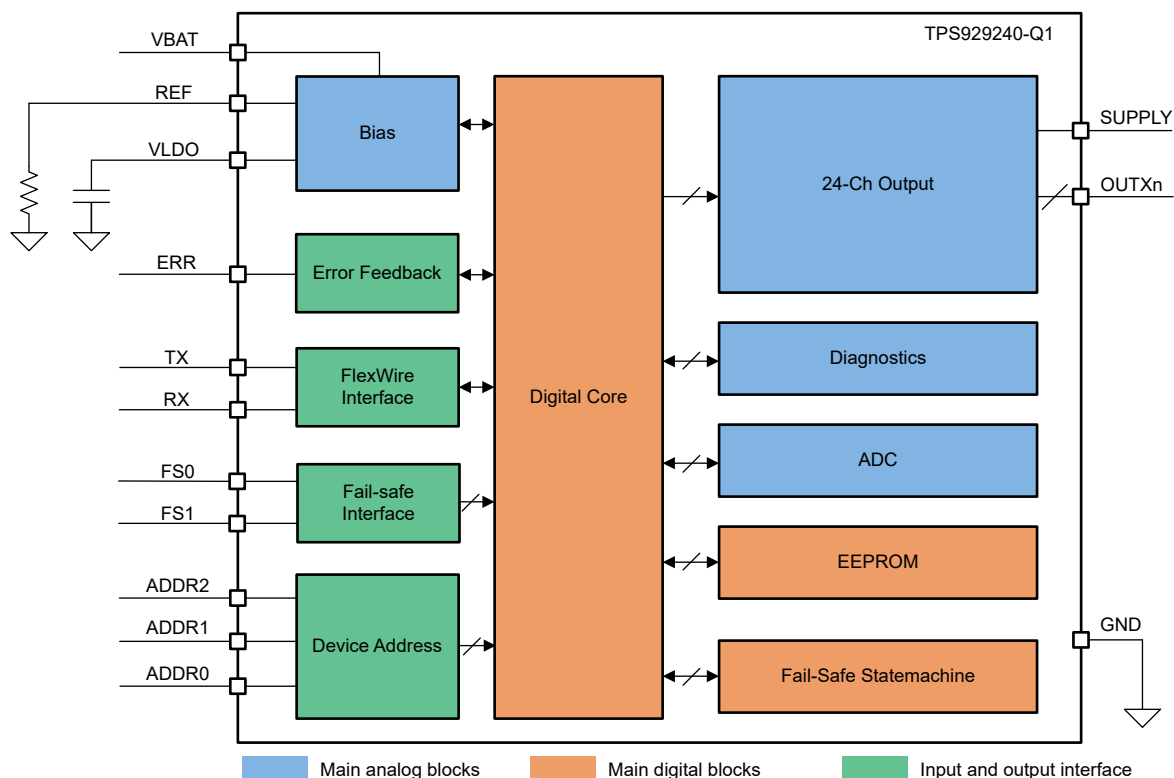 TPS929240-Q1
VBAT
REF
VLDO
ERR
TX
RX
FS0
FS1
ADDR2
ADDR1
ADDR0
Bias
Error Feedback
FlexWire
Interface
Fail-safe
Interface
Device Address
Digital Core
24-Ch Output
Diagnostics
ADC
EEPROM
Fail-Safe Statemachine
SUPPLY
OUTXn
GND
Main analog blocks
Main digital blocks
Input and output interface